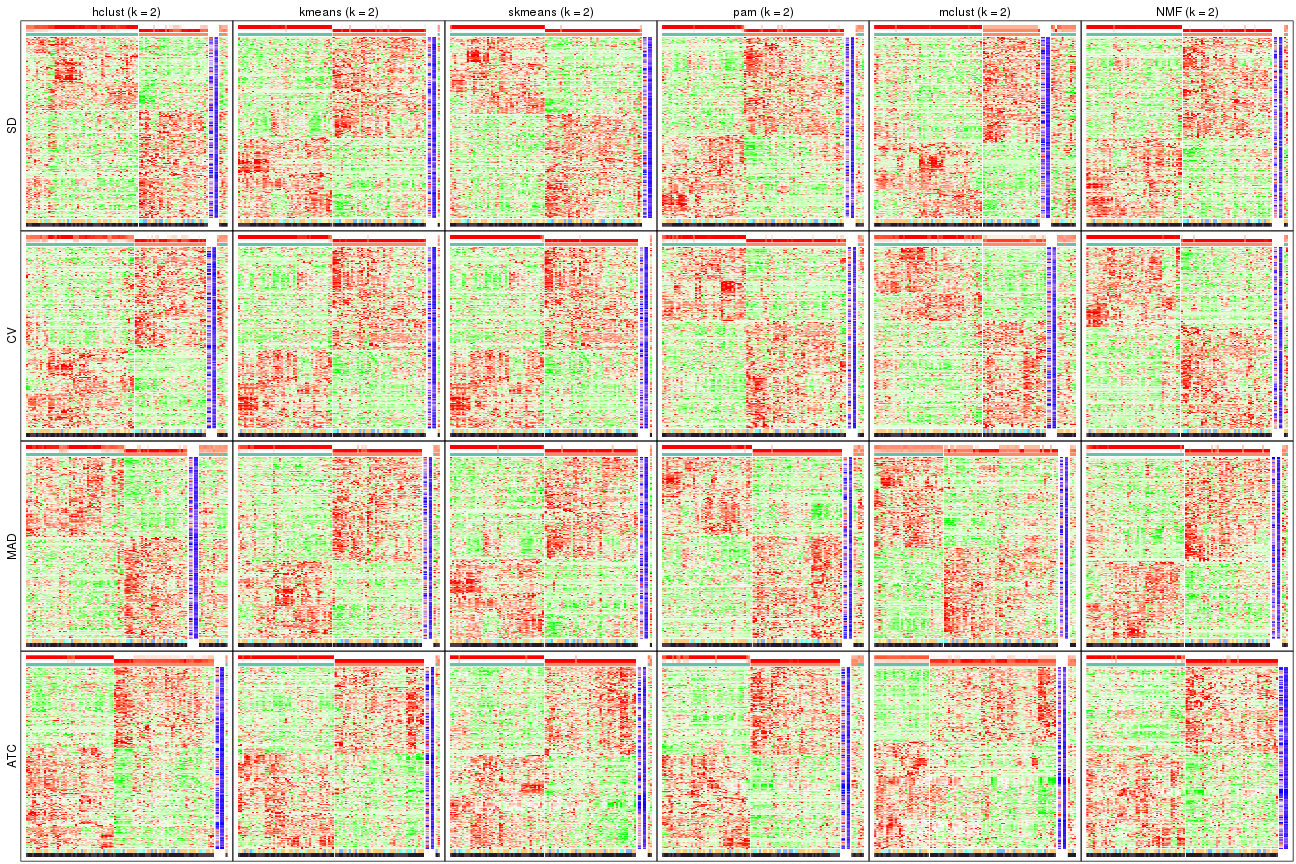 hclust (k = 2) kmeans (k = 2) skmeans (k = 2) pam (k = 2) mclust (k = 2) NMF (k = 2)
SD
CV
MAD
ATC